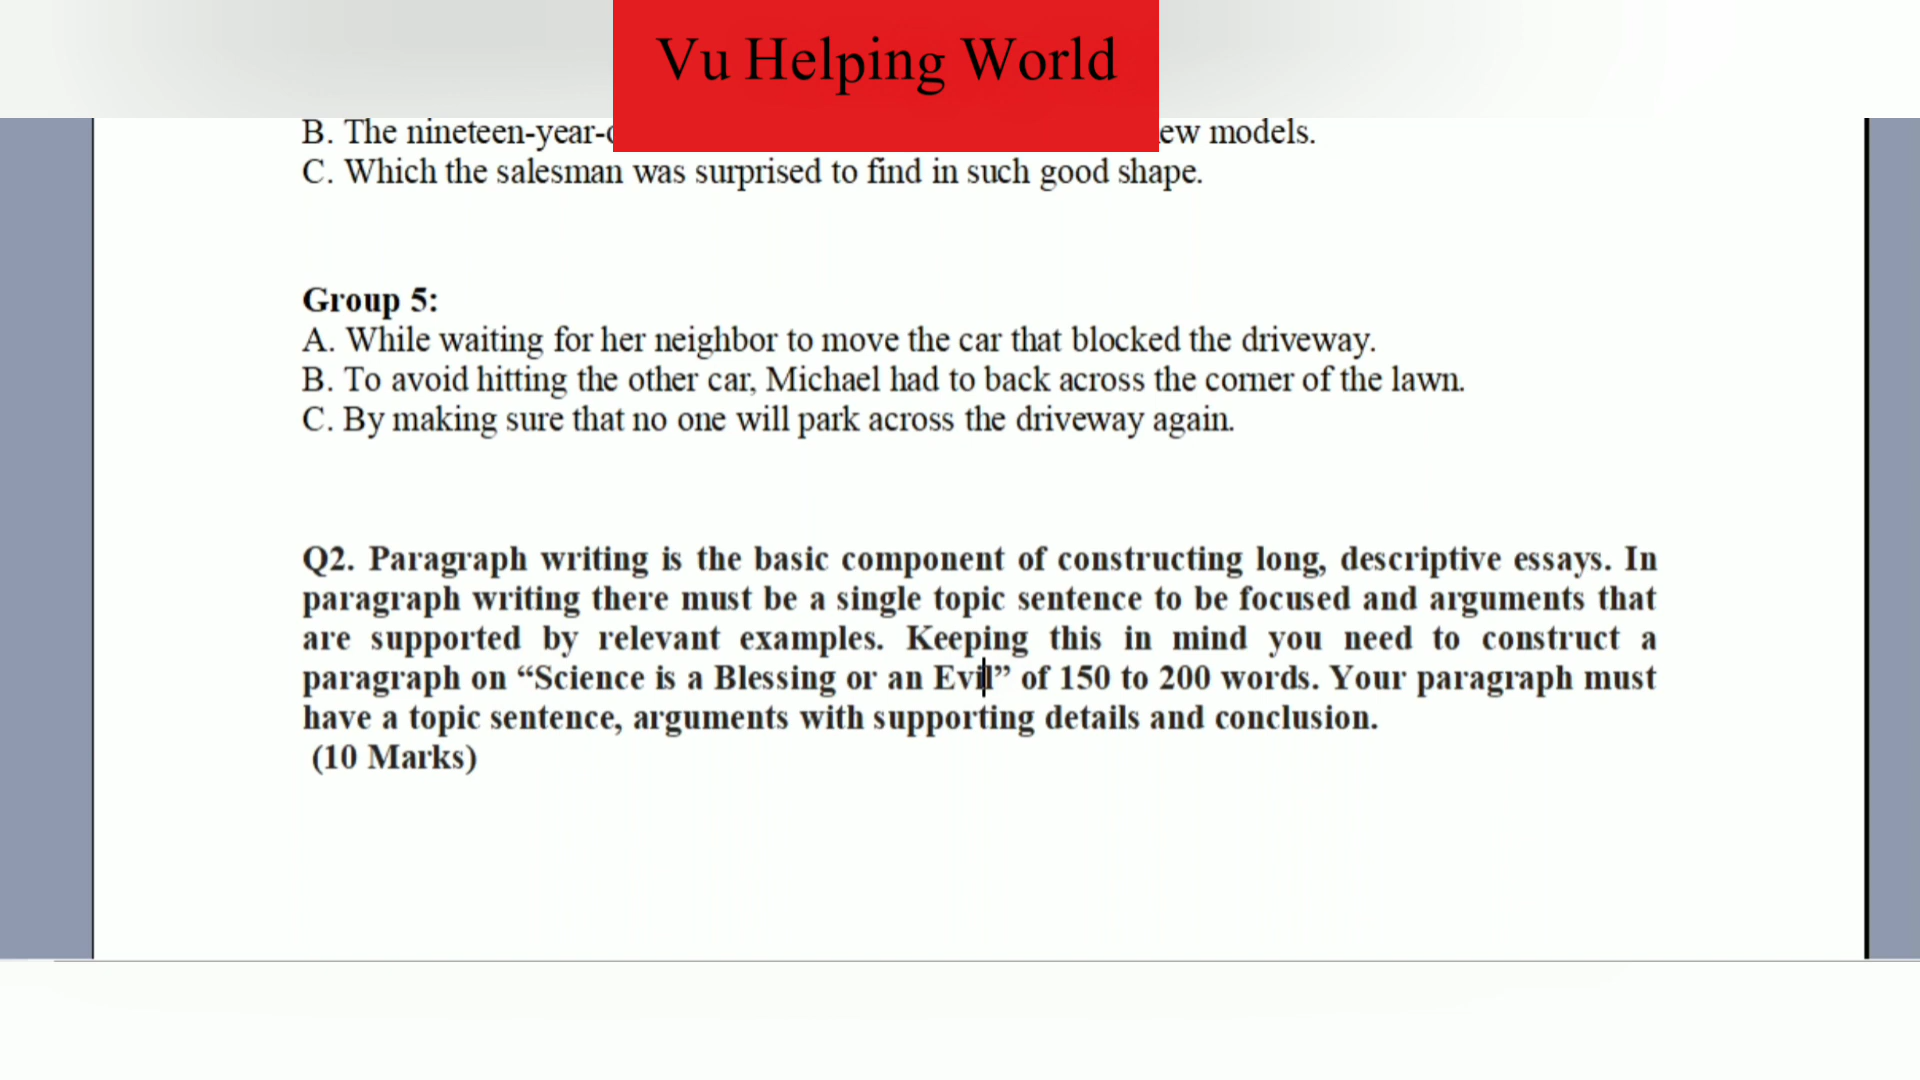 Vu Helping World
B. The nineteen-year- models.
C. Which the salesman was surprised to find in such good shape.
Group 5:
A. While waiting for her neighbor to move the car that blocked the driveway.
B. To avoid hitting the other car, Michael had to back across the corner of the lawn.
C. By making sure that no one will park across the driveway again.
Q2. Paragraph writing is the basic component of constructing long, descriptive essays. In
paragraph writing there must be a single topic sentence to be focused and arguments that
are supported by relevant examples. Keeping this in mind you need to construct a
paragraph on “Science is a Blessing or an Evil” of 150 to 200 words. Your paragraph must
have a topic sentence, arguments with supporting details and conclusion.
(10 Marks)